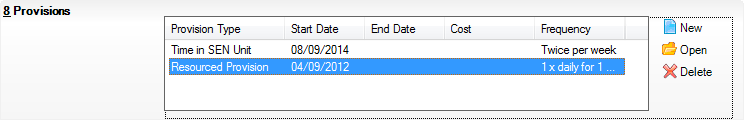 8 Provisions
Provision Type Start Date End Date Cost Frequency
Time in SEN Unit 08/09/2014 Twice per week
Resourced Provision 04/09/2012 1 x daily for 1 ...
New
Open
Delete